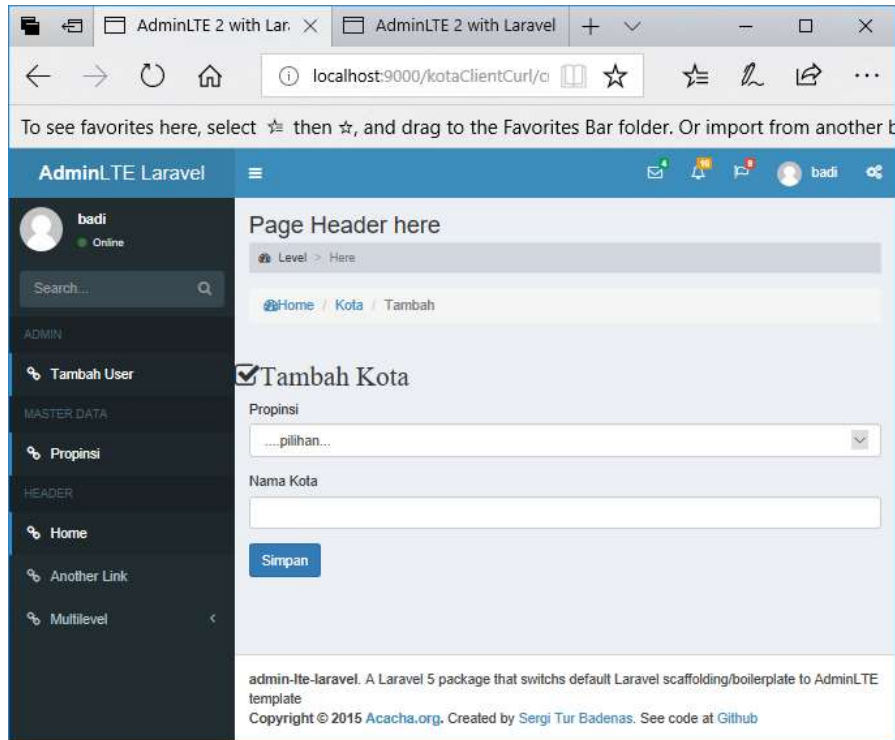 AdminLTE 2 with Lar
AdminLTE 2 with Laravel
localhost:9000/kotaClientCurl/cr
To see favorites here, select then , and drag to the Favorites Bar folder. Or import from another b
AdminLTE Laravel
4
10
9
badi
badi
Online
Search...
ADMIN
Tambah User
MASTER DATA
Propinsi
HEADER
Home
Another Link
Multilevel
Page Header here
Level > Here
Home / Kota / Tambah
Tambah Kota
Propinsi
....pilihan...
Nama Kota
Simpan
admin-lte-laravel. A Laravel 5 package that switchs default Laravel scaffolding/boilerplate to AdminLTE
template
Copyright © 2015 Acacha.org. Created by Sergi Tur Badenas. See code at Github